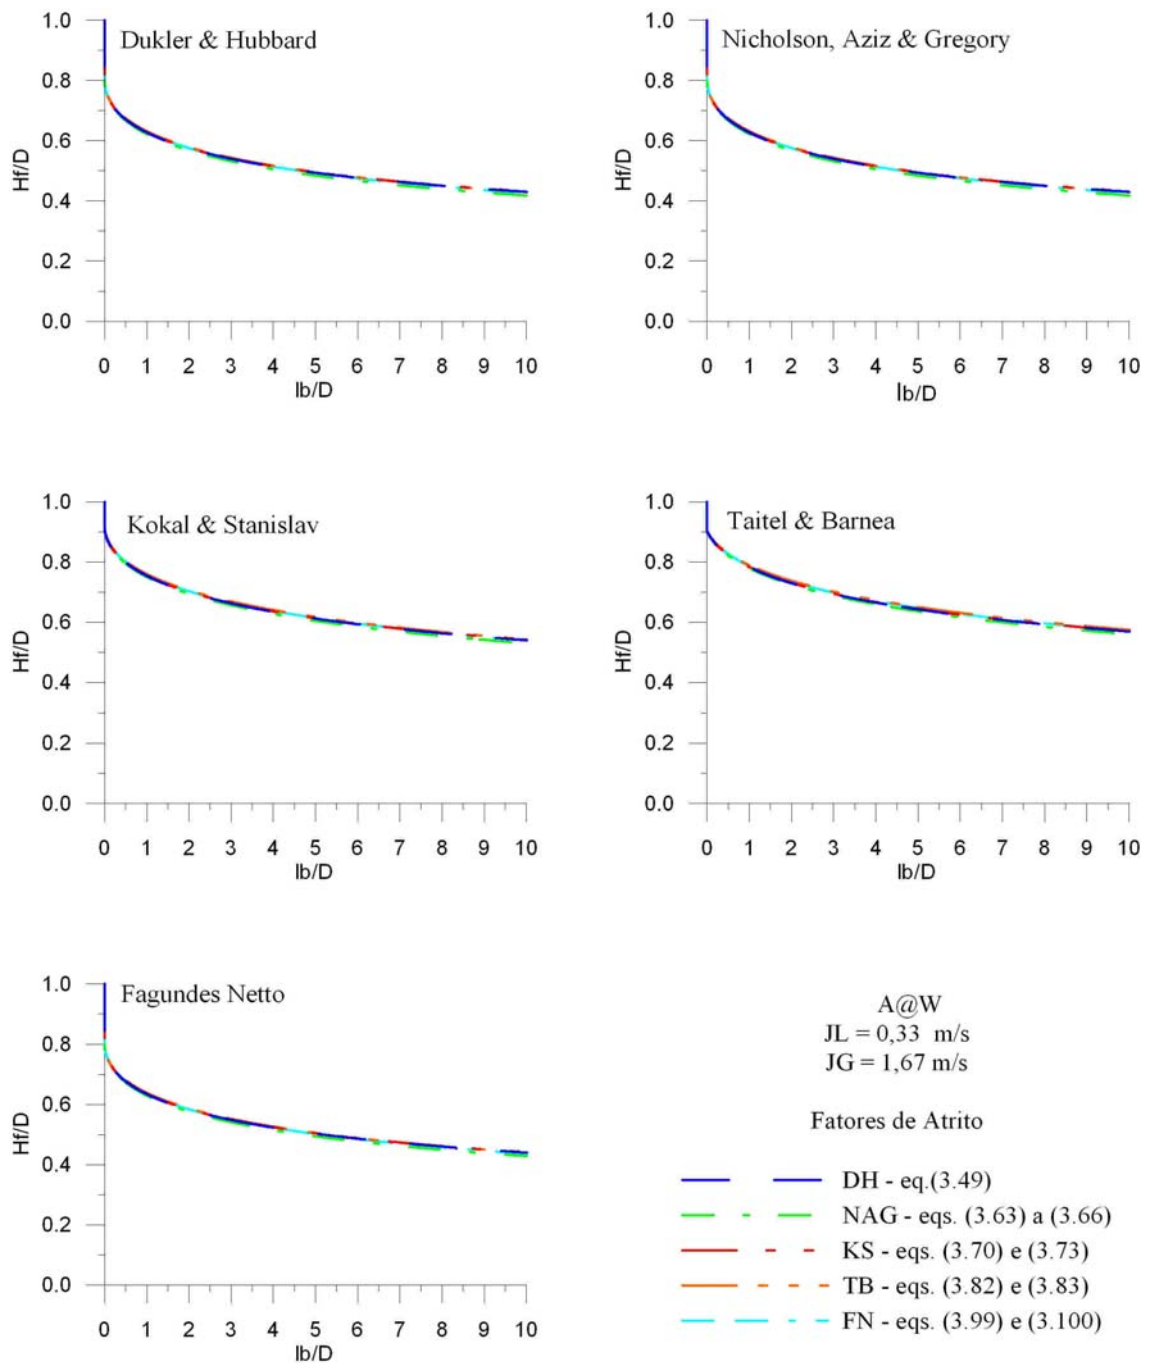 Dukler & Hubbard
1.0
0.8
0.6
0.4
0.2
0.0
Hf/D
0 1 2 3 4 5 6 7 8 9 10
lb/D
Nicholson, Aziz & Gregory
1.0
0.8
0.6
0.4
0.2
0.0
Hf/D
0 1 2 3 4 5 6 7 8 9 10
lb/D
Kokal & Stanislav
1.0
0.8
0.6
0.4
0.2
0.0
Hf/D
0 1 2 3 4 5 6 7 8 9 10
lb/D
Taitel & Barnea
1.0
0.8
0.6
0.4
0.2
0.0
Hf/D
0 1 2 3 4 5 6 7 8 9 10
lb/D
Fagundes Netto
1.0
0.8
0.6
0.4
0.2
0.0
Hf/D
0 1 2 3 4 5 6 7 8 9 10
lb/D
A@W
JL = 0,33 m/s
JG = 1,67 m/s
Fatores de Atrito
DH - eq.(3.49)
NAG - eqs. (3.63) a (3.66)
KS - eqs. (3.70) e (3.73)
TB - eqs. (3.82) e (3.83)
FN - eqs. (3.99) e (3.100)